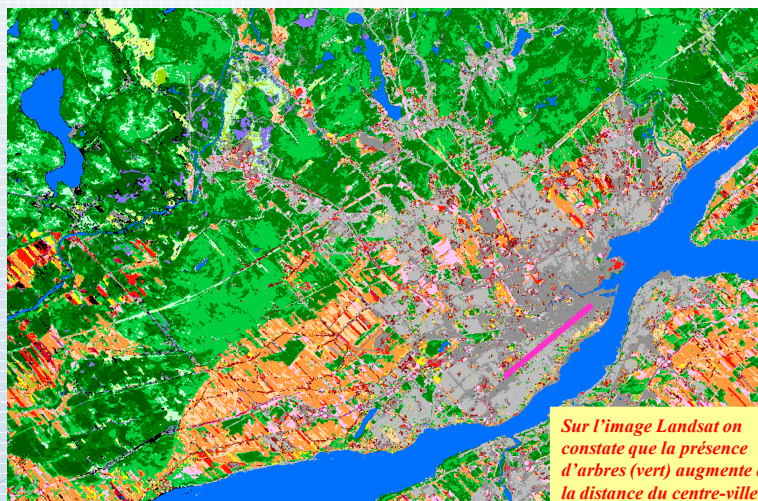 Sur l'image Landsat on
constate que la présence
d'arbres (vert) augmente
la distance du centre-ville